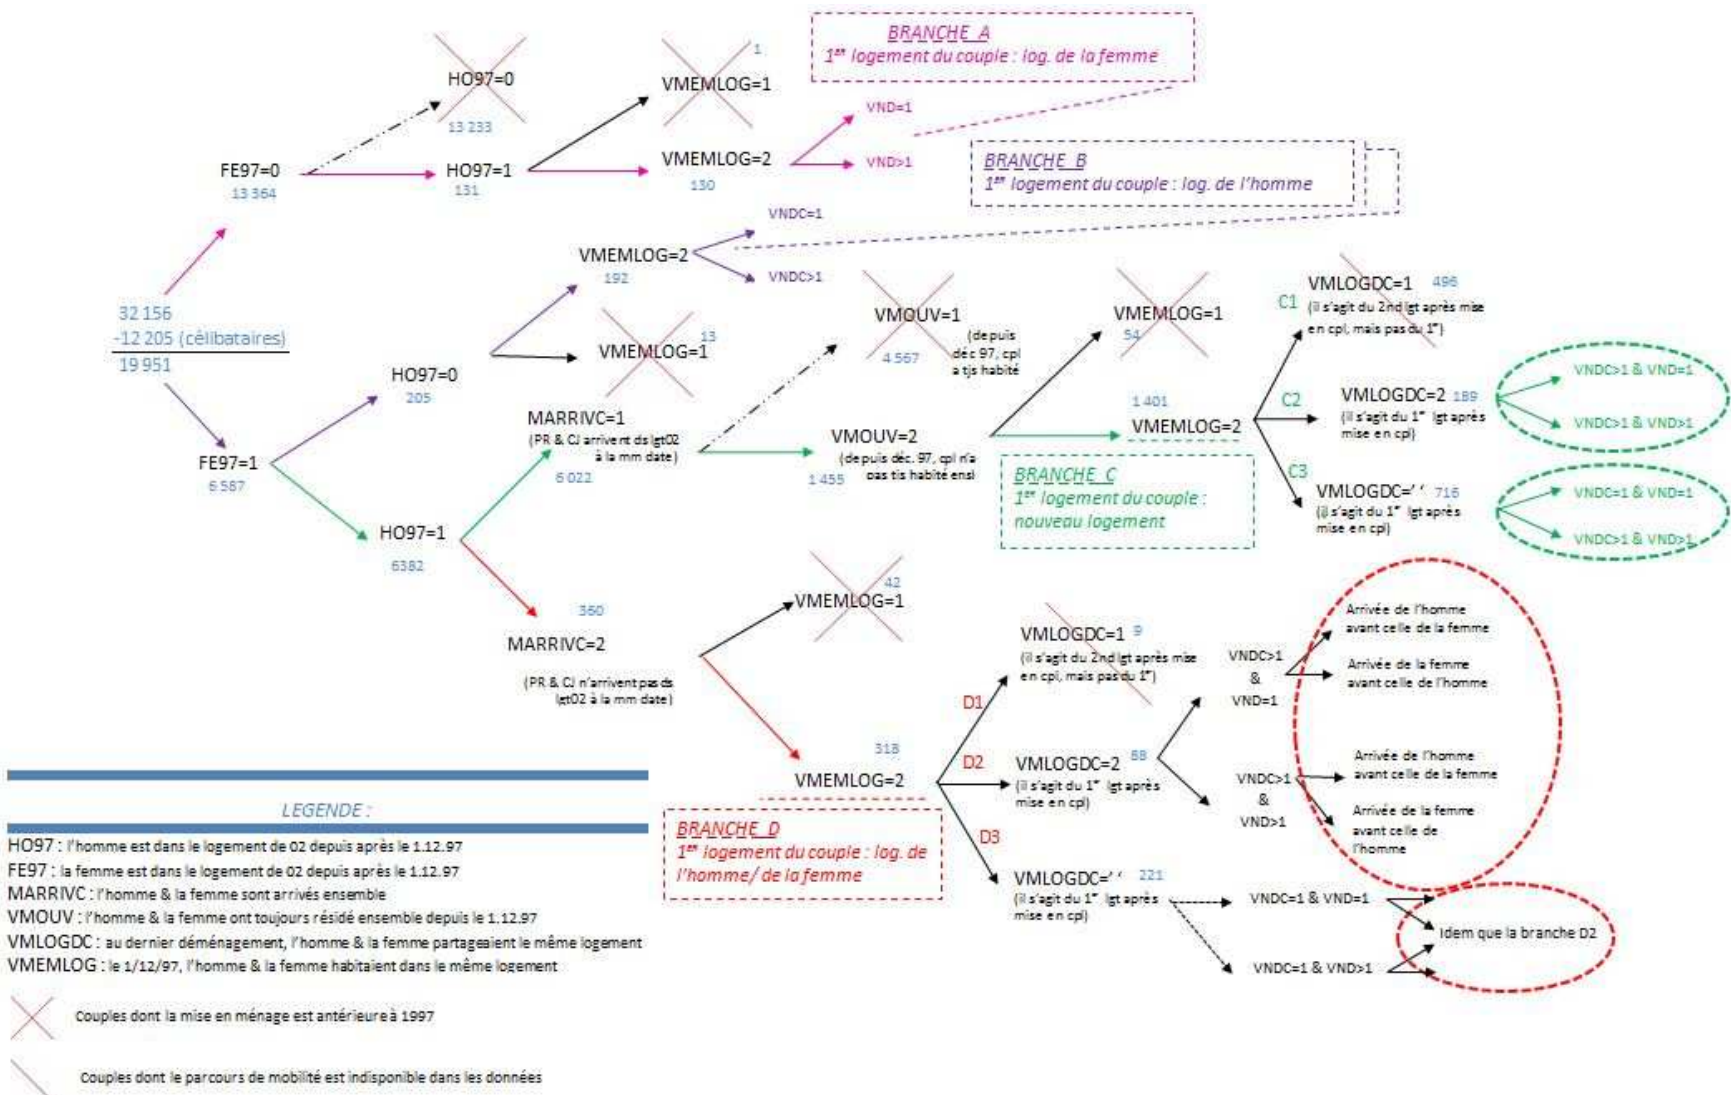 BRANCHE A
1er logement du couple : log. de la femme
HO97=0
13 233
1
VMEMLOG=1
VND=1
VND>1
FE97=0
13 364
HO97=1
131
VMEMLOG=2
130
BRANCHE B
1er logement du couple : log. de l'homme
VNDC=1
VMEMLOG=2
192
VNDC>1
32 156
-12 205 (célibataires)
19 951
13
VMEMLOG=1
HO97=0
205
VMOUV=1
4 567
(depuis
déc 97, cpl
a tjs habité
VMEMLOG=1
54
C1
VMLOGDC=1 496
(il s'agit du 2nd lgt après mise
en cpl, mais pas du 1er)
FE97=1
6 587
MARRIVC=1
(PR & CJ arrivent ds lgt02
à la mm date)
6 022
VMOUV=2
(depuis déc. 97, cpl n'a
pas tjs habité ens)
1 455
1 401
VMEMLOG=2
C2
VMLOGDC=2 189
(il s'agit du 1er lgt après
mise en cpl)
VNDC>1 & VND=1
VNDC>1 & VND>1
BRANCHE C
1er logement du couple :
nouveau logement
C3
VMLOGDC=' ' 716
(il s'agit du 1er lgt après
mise en cpl)
VNDC=1 & VND=1
VNDC>1 & VND>1
HO97=1
6382
360
MARRIVC=2
(PR & CJ n'arrivent pas ds
lgt02 à la mm date)
42
VMEMLOG=1
318
VMEMLOG=2
D1
VMLOGDC=1 9
(il s'agit du 2nd lgt après mise
en cpl, mais pas du 1er)
D2
VMLOGDC=2 88
(il s'agit du 1er lgt après
mise en cpl)
VNDC>1
&
VND=1
Arrivée de l'homme
avant celle de la femme
Arrivée de la femme
avant celle de l'homme
VNDC>1
&
VND>1
Arrivée de l'homme
avant celle de la femme
Arrivée de la femme
avant celle de
l'homme
BRANCHE D
1er logement du couple : log. de
l'homme/ de la femme
D3
VMLOGDC=' ' 221
(il s'agit du 1er lgt après
mise en cpl)
VNDC=1 & VND=1
VNDC=1 & VND>1
Idem que la branche D2
LEGENDE :
HO97 : l'homme est dans le logement de 02 depuis après le 1.12.97
FE97 : la femme est dans le logement de 02 depuis après le 1.12.97
MARRIVC : l'homme & la femme sont arrivés ensemble
VMOUV : l'homme & la femme ont toujours résidé ensemble depuis le 1.12.97
VMLOGDC : au dernier déménagement, l'homme & la femme partageaient le même logement
VMEMLOG : le 1/12/97, l'homme & la femme habitaient dans le même logement
Couples dont la mise en ménage est antérieure à 1997
Couples dont le parcours de mobilité est indisponible dans les données